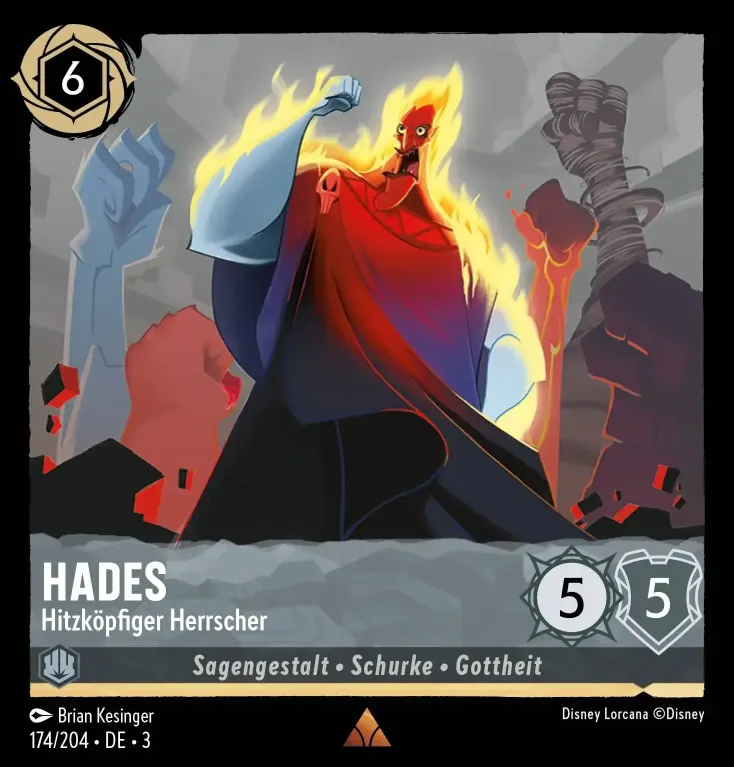 6
HADES
Hitzköpfiger Herrscher
5 5
Sagengestalt • Schurke • Gottheit
Brian Kesinger
Disney Lorcana ©Disney
174/204 • DE • 3